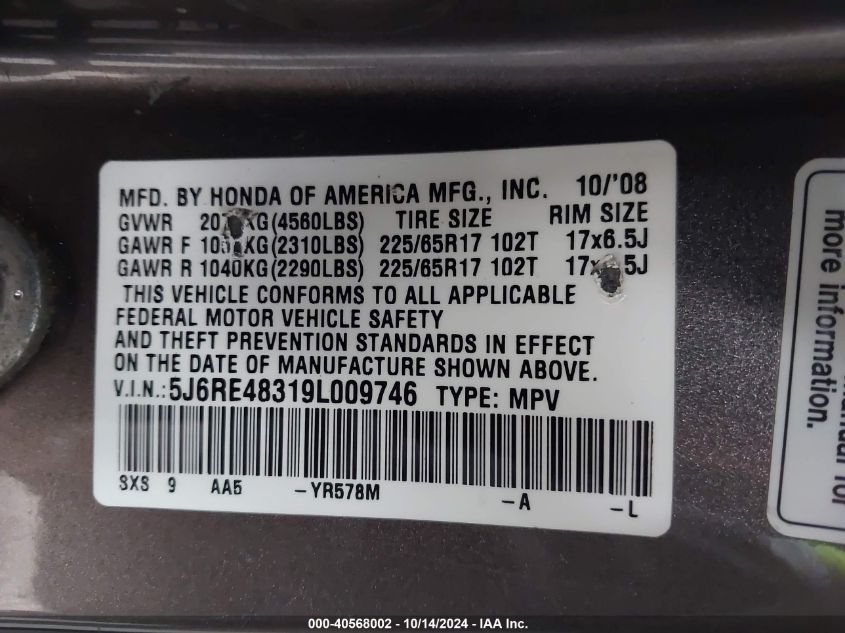 MFD. BY HONDA OF AMERICA MFG., INC. 10/'08
GVWR KG(4560LBS) TIRE SIZE RIM SIZE
GAWR F KG(2310LBS) 225/65R17 102T 17x6.5J
GAWR R 1040KG(2290LBS) 225/65R17 102T
THIS VEHICLE CONFORMS TO ALL APPLICABLE
FEDERAL MOTOR VEHICLE SAFETY
AND THEFT PREVENTION STANDARDS IN EFFECT
ON THE DATE OF MANUFACTURE SHOWN ABOVE.
V.I.N.: 5J6RE48319L009746 TYPE: MPV
SXS 9 AA5 -YR578M -A -L
more information.
manual for
000-40568002 - 10/14/2024 - IAA Inc.